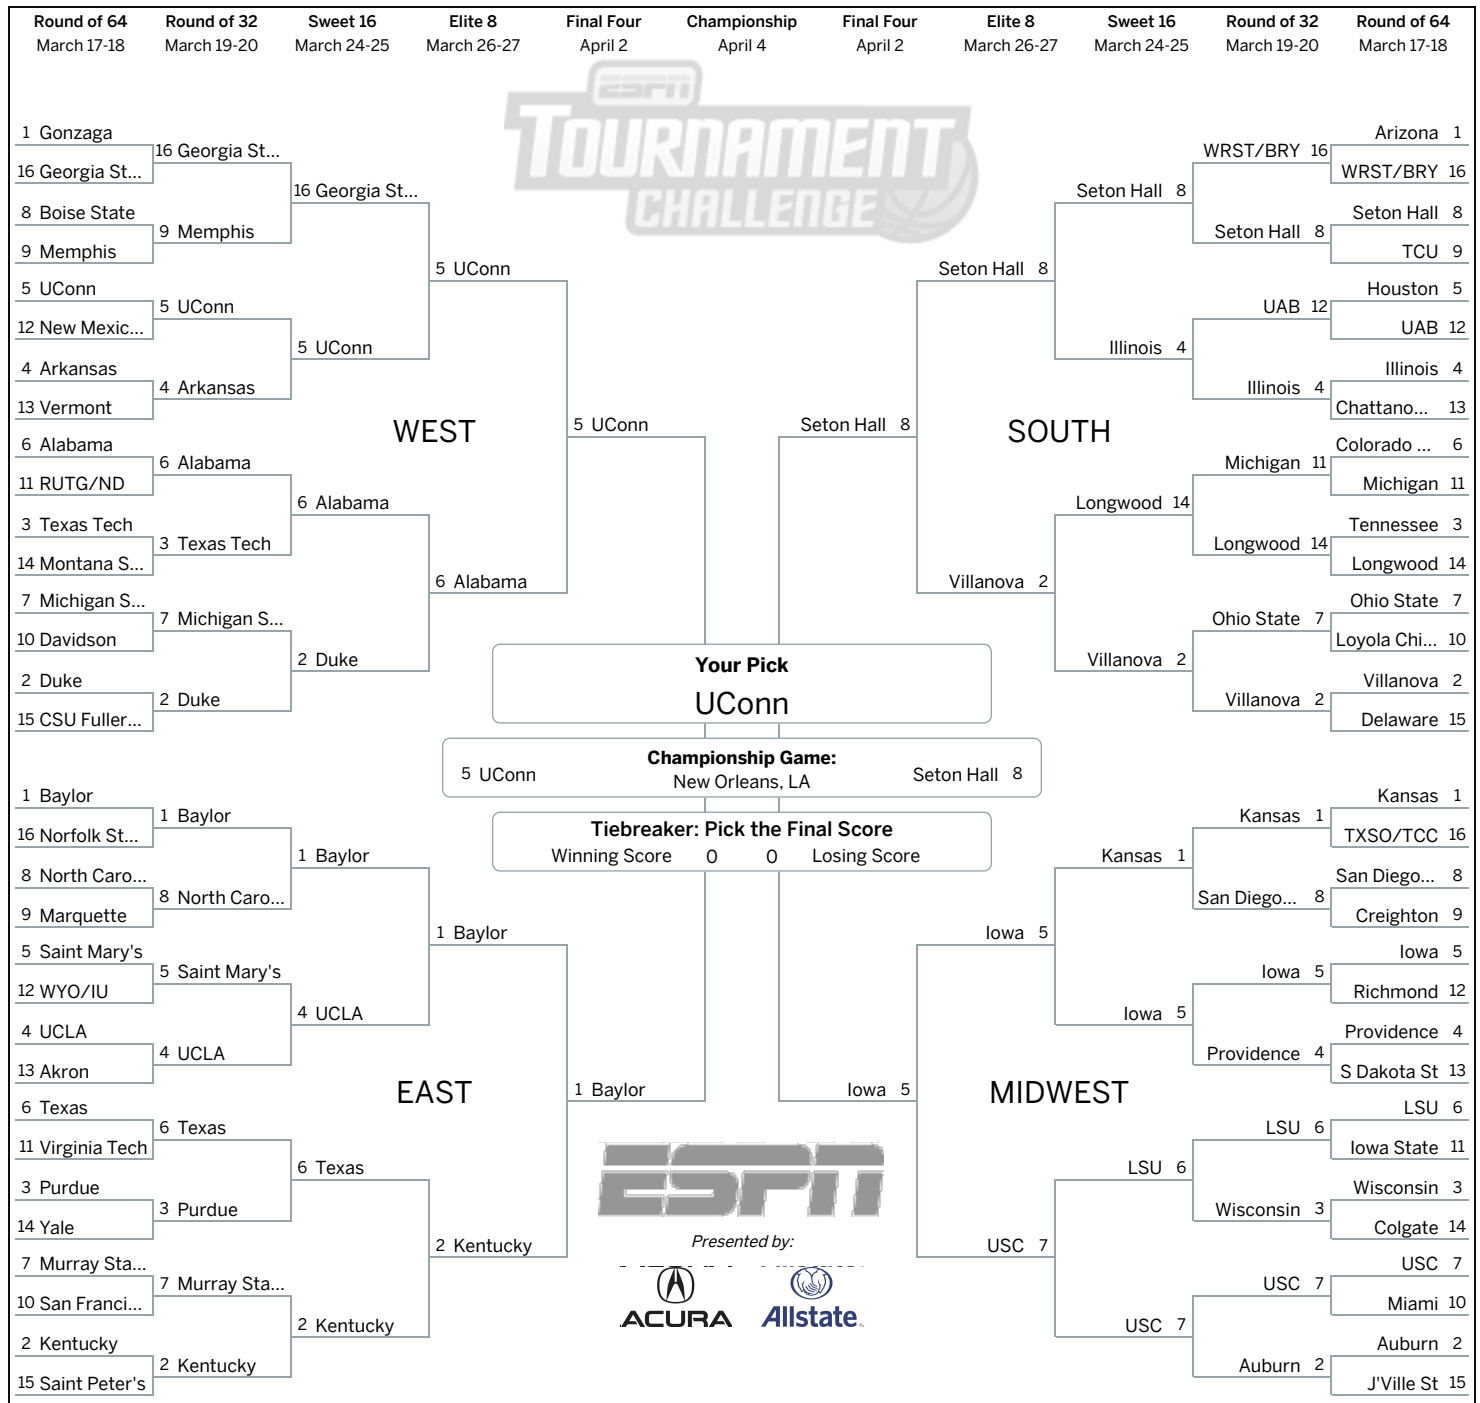 Round of 64 Round of 32 Sweet 16 Elite 8 Final Four Championship Final Four Elite 8 Sweet 16 Round of 32 Round of 64
March 17-18 March 19-20 March 24-25 March 26-27 April 2 April 4 April 2 March 26-27 March 24-25 March 19-20 March 17-18
ESPN
TOURNAMENT
CHALLENGE
1 Gonzaga
16 Georgia St...
8 Boise State
9 Memphis
5 UConn
12 New Mexic...
4 Arkansas
13 Vermont
6 Alabama
11 RUTG/ND
3 Texas Tech
14 Montana S...
7 Michigan S...
10 Davidson
2 Duke
15 CSU Fuller...
16 Georgia St...
9 Memphis
5 UConn
4 Arkansas
6 Alabama
3 Texas Tech
7 Michigan S...
2 Duke
16 Georgia St...
5 UConn
6 Alabama
2 Duke
5 UConn
6 Alabama
5 UConn
WEST
Arizona 1
WRST/BRY 16
Seton Hall 8
TCU 9
Houston 5
UAB 12
Illinois 4
Chattano... 13
Colorado ... 6
Michigan 11
Tennessee 3
Longwood 14
Ohio State 7
Loyola Chi... 10
Villanova 2
Delaware 15
WRST/BRY 16
Seton Hall 8
UAB 12
Illinois 4
Michigan 11
Longwood 14
Ohio State 7
Villanova 2
Seton Hall 8
Illinois 4
Longwood 14
Villanova 2
Seton Hall 8
Villanova 2
Seton Hall 8
SOUTH
Your Pick
UConn
Championship Game:
5 UConn New Orleans, LA Seton Hall 8
Tiebreaker: Pick the Final Score
Winning Score 0 0 Losing Score
1 Baylor
16 Norfolk St...
8 North Caro...
9 Marquette
5 Saint Mary's
12 WYO/IU
4 UCLA
13 Akron
6 Texas
11 Virginia Tech
3 Purdue
14 Yale
7 Murray Sta...
10 San Franci...
2 Kentucky
15 Saint Peter's
1 Baylor
8 North Caro...
5 Saint Mary's
4 UCLA
6 Texas
3 Purdue
7 Murray Sta...
2 Kentucky
1 Baylor
4 UCLA
6 Texas
2 Kentucky
1 Baylor
2 Kentucky
1 Baylor
EAST
Kansas 1
TXSO/TCC 16
San Diego... 8
Creighton 9
Iowa 5
Richmond 12
Providence 4
S Dakota St 13
LSU 6
Iowa State 11
Wisconsin 3
Colgate 14
USC 7
Miami 10
Auburn 2
J'Ville St 15
Kansas 1
San Diego... 8
Iowa 5
Providence 4
LSU 6
Wisconsin 3
USC 7
Auburn 2
Kansas 1
Iowa 5
LSU 6
USC 7
Iowa 5
USC 7
Iowa 5
MIDWEST
ESPN
Presented by:
ACURA Allstate.